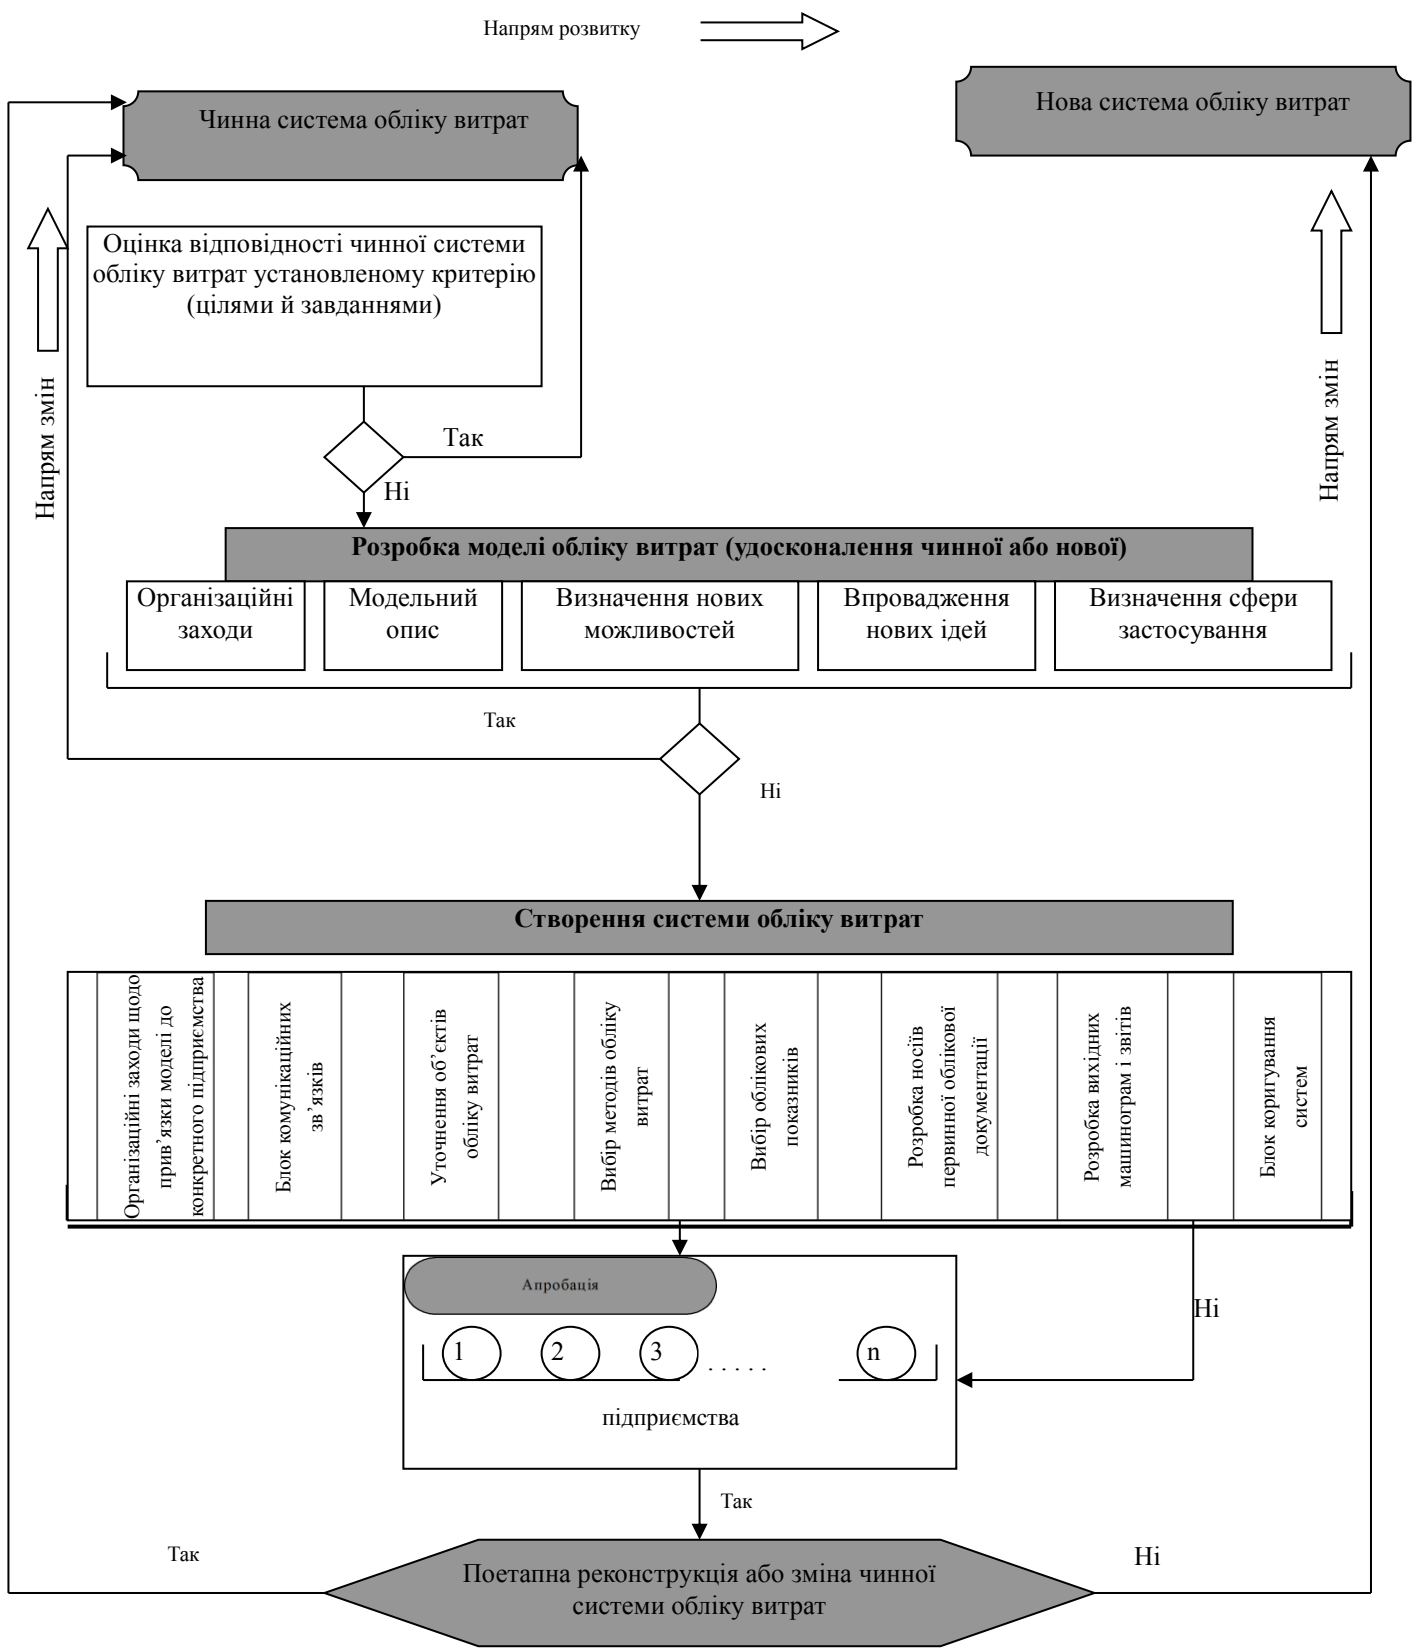 Напрям розвитку
Чинна система обліку витрат
Нова система обліку витрат
Оцінка відповідності чинної системи
обліку витрат установленому критерію
(цілями й завданнями)
Напрям змін
Напрям змін
Так
Ні
Розробка моделі обліку витрат (удосконалення чинної або нової)
Організаційні
заходи
Модельний
опис
Визначення нових
можливостей
Впровадження
нових ідей
Визначення сфери
застосування
Так
Ні
Створення системи обліку витрат
Організаційні заходи щодо
прив’язки моделі до
конкретного підприємства
Блок комунікаційних
зв’язків
Уточнення об’єктів
обліку витрат
Вибір методів обліку
витрат
Вибір облікових
показників
Розробка носіїв
первинної облікової
документації
Розробка вихідних
машинограм і звітів
Блок коригування
систем
Апробація
Ні
1
2
3
. . . . .
n
підприємства
Так
Так
Ні
Поетапна реконструкція або зміна чинної
системи обліку витрат